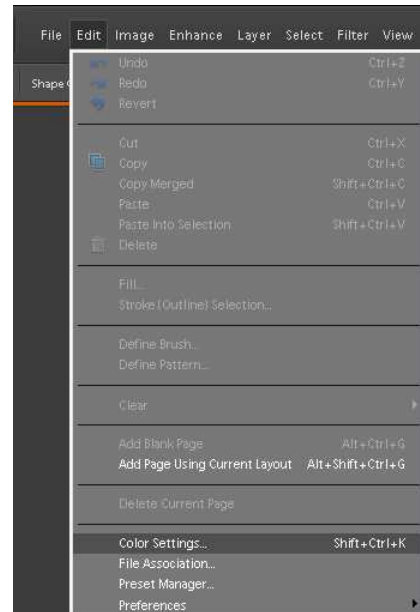 File Edit Image Enhance Layer Select Filter View
Shape
Undo Ctrl+Z
Redo Ctrl+Y
Revert
Cut Ctrl+X
Copy Ctrl+C
Copy Merged Shift+Ctrl+C
Paste Ctrl+V
Paste Into Selection Shift+Ctrl+V
Delete
Fill...
Stroke (Outline) Selection...
Define Brush...
Define Pattern...
Clear
Add Blank Page Alt+Ctrl+G
Add Page Using Current Layout Alt+Shift+Ctrl+G
Delete Current Page
Color Settings... Shift+Ctrl+K
File Association...
Preset Manager...
Preferences